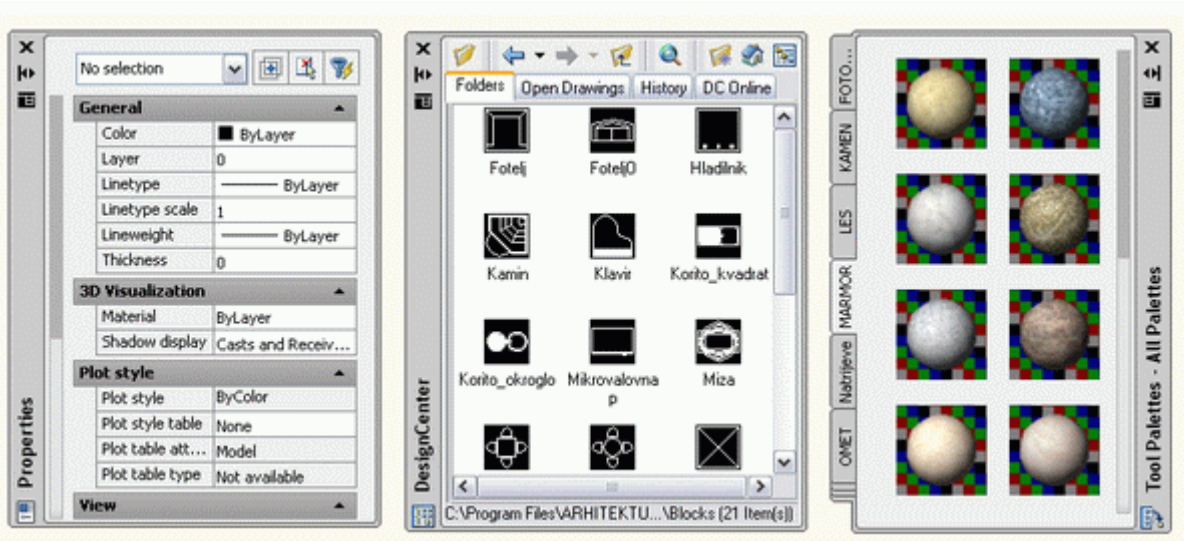 No selection
General
Color ByLayer
Layer 0
Linetype ByLayer
Linetype scale 1
Lineweight ByLayer
Thickness 0
3D Visualization
Material ByLayer
Shadow display Casts and Receiv...
Plot style
Plot style ByColor
Plot style table None
Plot table att... Model
Plot table type Not available
View
Properties
Folders Open Drawings History DC Online
Fotelj FoteljO Hladilnik
Kamin Klavir Korito_kvadrat
Korito_okroglo Mikrovalovna Miza
p
C:\Program Files\ARHITEKTU...\Blocks (21 Item(s))
DesignCenter
FOTO...
KAMEN
LES
MARMOR
Natrijeve
OMET
Tool Palettes - All Palettes